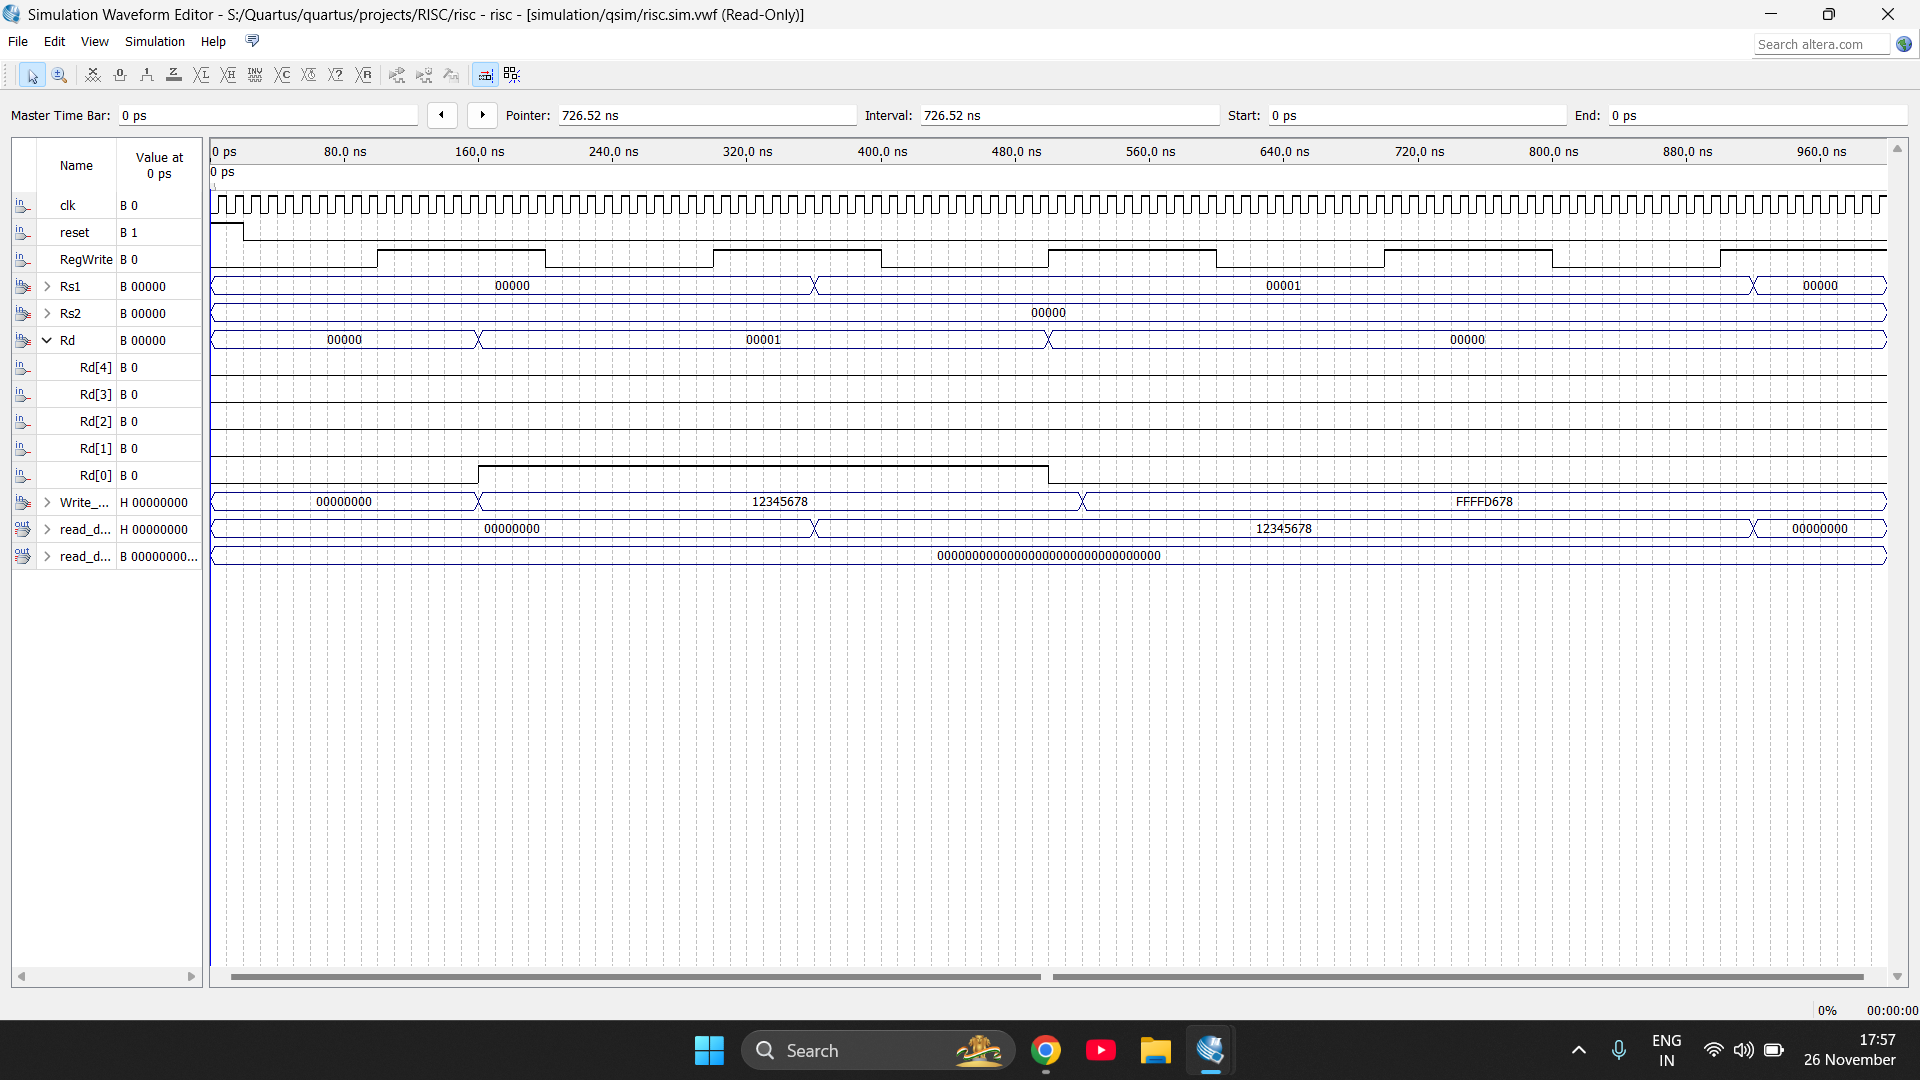 Simulation Waveform Editor - S:/Quartus/quartus/projects/RISC/risc - risc - [simulation/qsim/risc.sim.vwf (Read-Only)]
File Edit View Simulation Help
Search altera.com
Master Time Bar: 0 ps Pointer: 726.52 ns Interval: 726.52 ns Start: 0 ps End: 0 ps
Name Value at 0 ps
0 ps 80.0 ns 160.0 ns 240.0 ns 320.0 ns 400.0 ns 480.0 ns 560.0 ns 640.0 ns 720.0 ns 800.0 ns 880.0 ns 960.0 ns
0 ps
clk B 0
reset B 1
RegWrite B 0
Rs1 B 00000 00000 00001 00000
Rs2 B 00000 00000
Rd B 00000 00000 00001 00000
Rd[4] B 0
Rd[3] B 0
Rd[2] B 0
Rd[1] B 0
Rd[0] B 0
Write_... H 00000000 00000000 12345678 FFFFD678
read_d... H 00000000 00000000 12345678 00000000
read_d... B 00000000... 00000000000000000000000000000000
0% 00:00:00
Search
ENG
IN
17:57
26 November